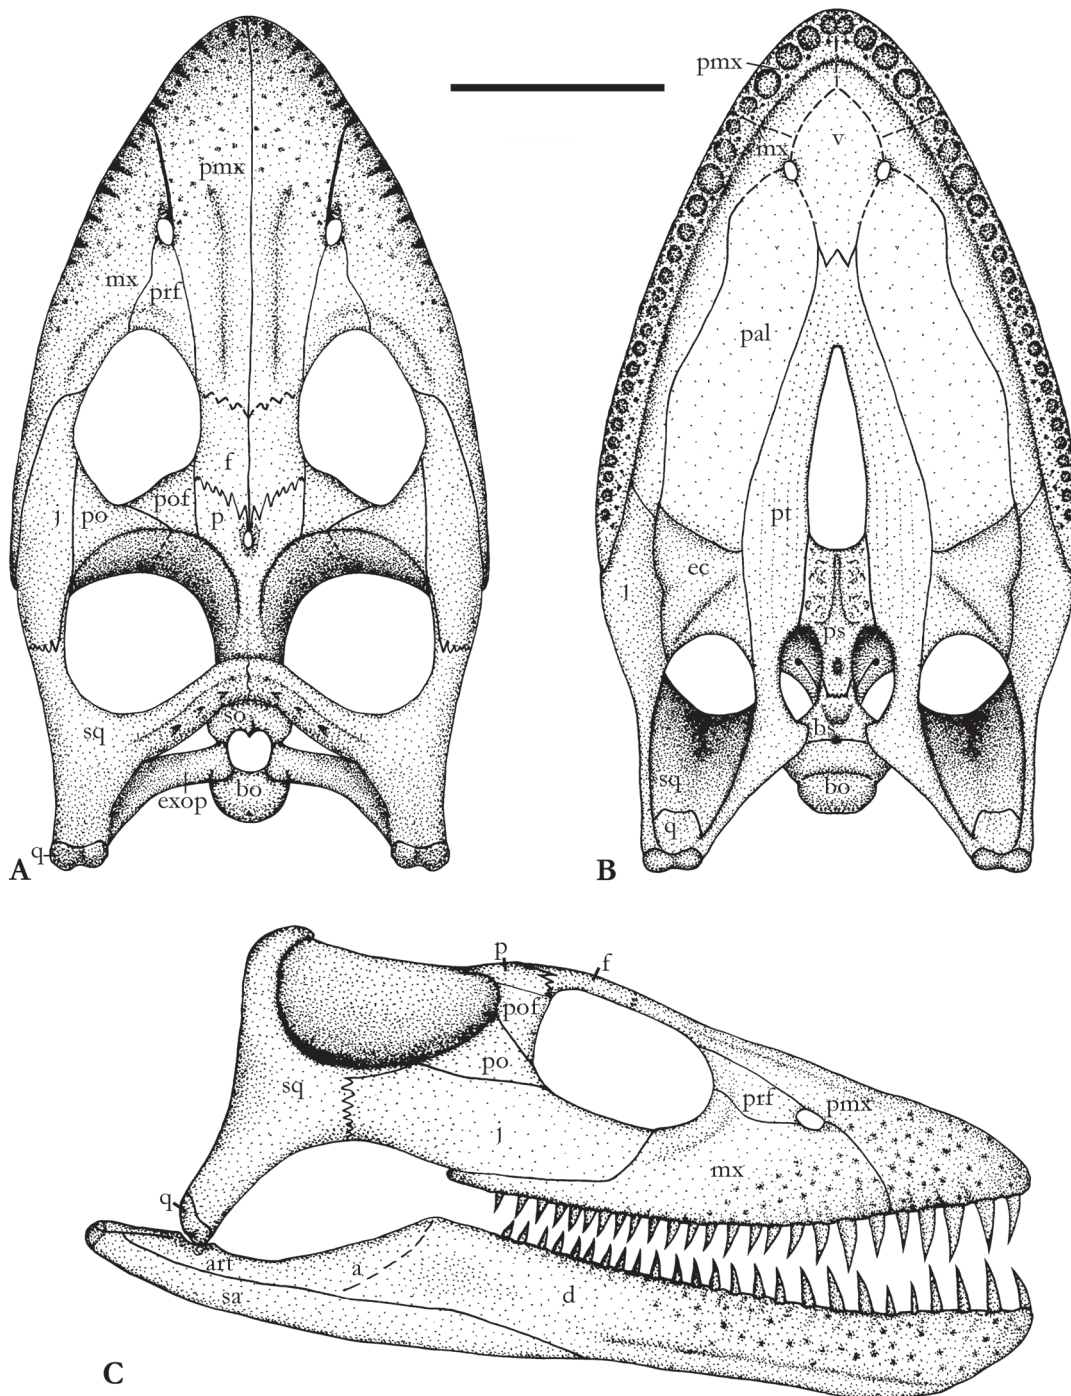 pmx
mx
prf
f
pof
p
j
po
sq
so
exop
bo
q
A
pmx
mx
v
pal
pt
ec
j
ps
bs
sq
bo
q
B
p
f
pof
po
sq
prf
pmx
j
mx
q
art
a
sa
d
C